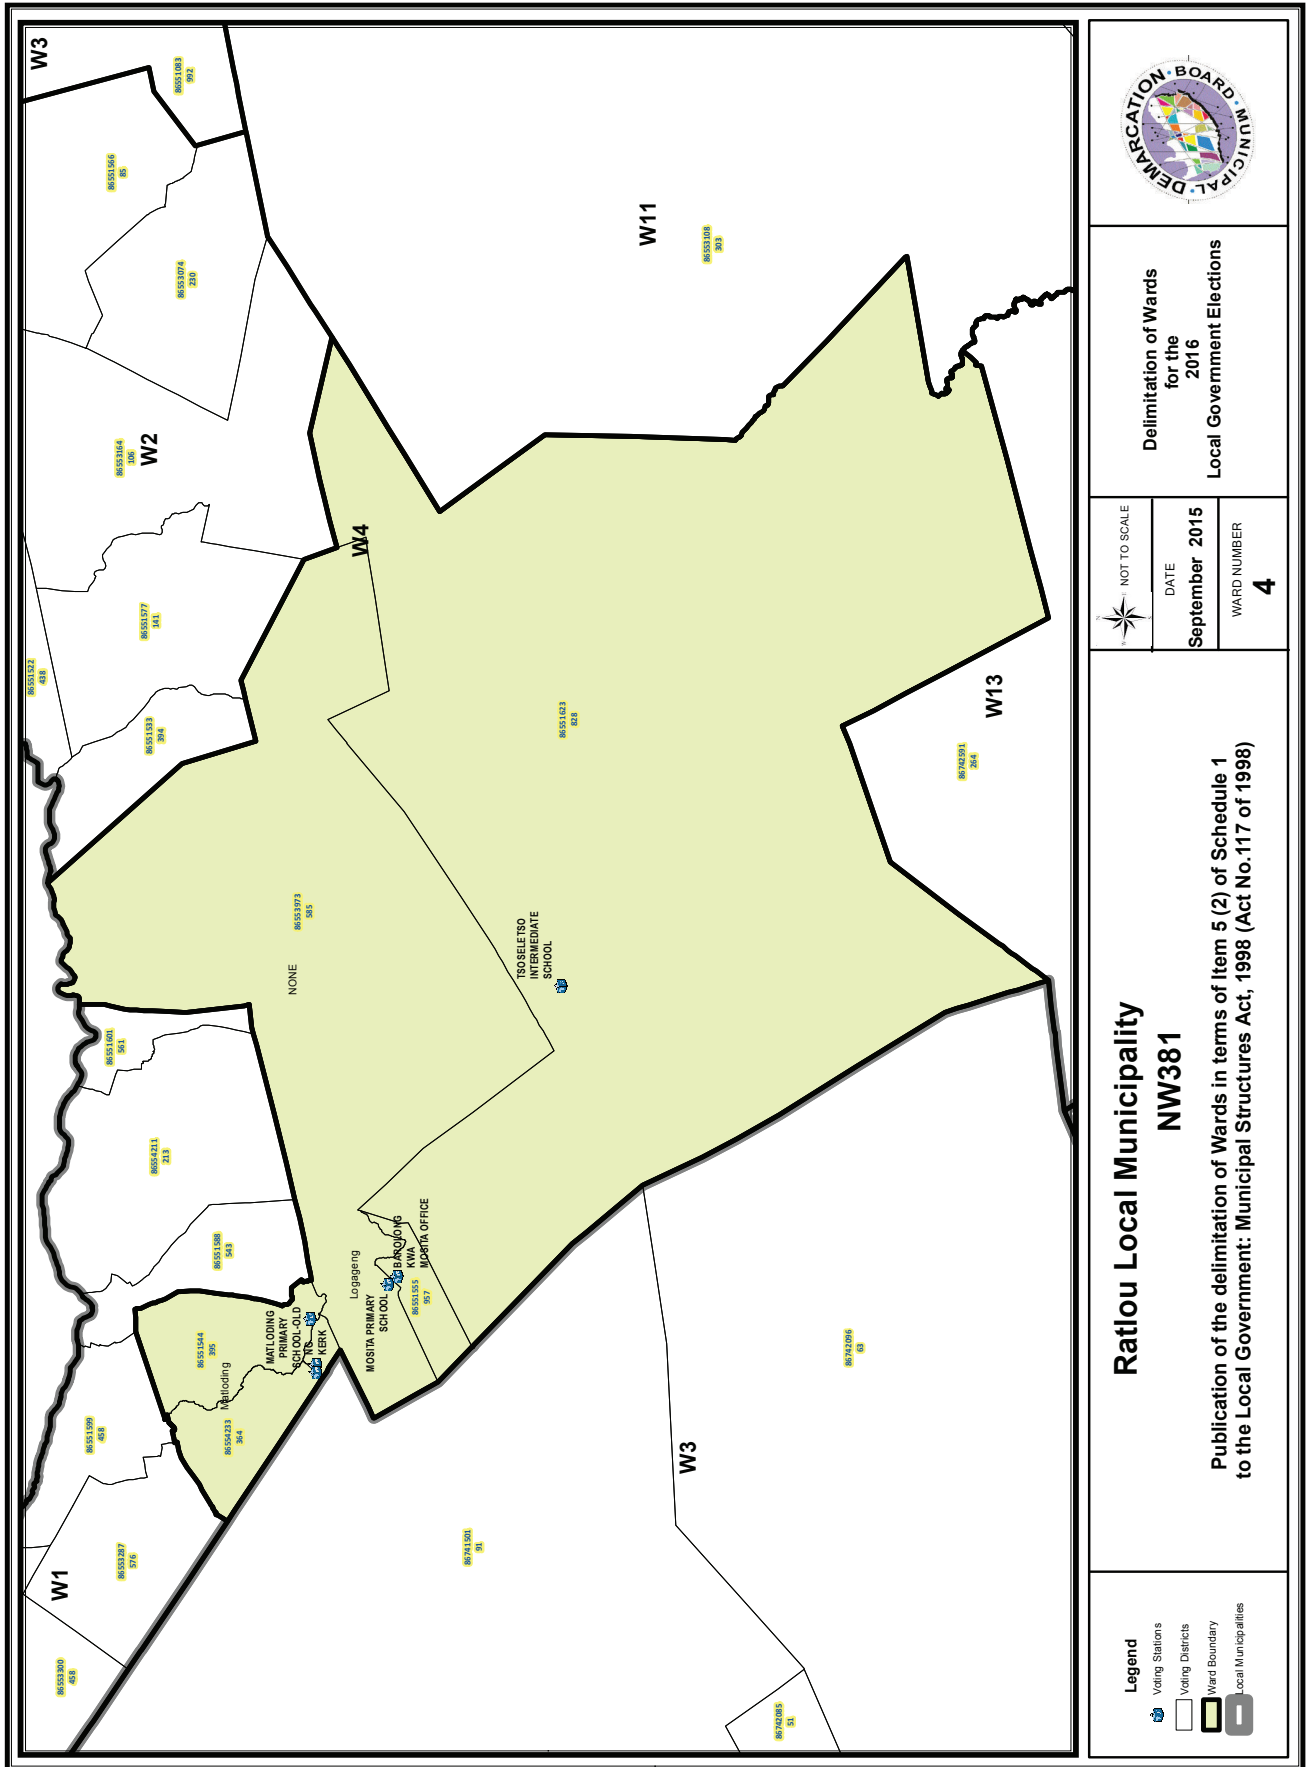 W3
86551083
992
86551566
85
86553074
230
W11
86553108
303
86553164
106
W2
W4
86551577
141
86551522
438
86551533
394
86551623
828
W13
86742591
264
86553973
585
NONE
TSOSELETSO
INTERMEDIATE
SCHOOL
86551601
561
86554211
213
86551588
543
Logageng
BAROLONG
KWA
MOSITA OFFICE
MOSITA PRIMARY
SCHOOL
86551555
957
MATLODING
PRIMARY
SCHOOL-OLD
NG
KERK
86551544
395
Matloding
86554233
364
86551599
458
86553287
576
W1
86553300
458
86741501
91
W3
86742096
63
86742085
51
Legend
Voting Stations
Voting Districts
Ward Boundary
Local Municipalities
Ratlou Local Municipality
NW381
Publication of the delimitation of Wards in terms of Item 5 (2) of Schedule 1
to the Local Government: Municipal Structures Act, 1998 (Act No.117 of 1998)
N
W
E
S
NOT TO SCALE
DATE
September 2015
WARD NUMBER
4
Delimitation of Wards
for the
2016
Local Government Elections
MUNICIPAL • DEMARCATION • BOARD •